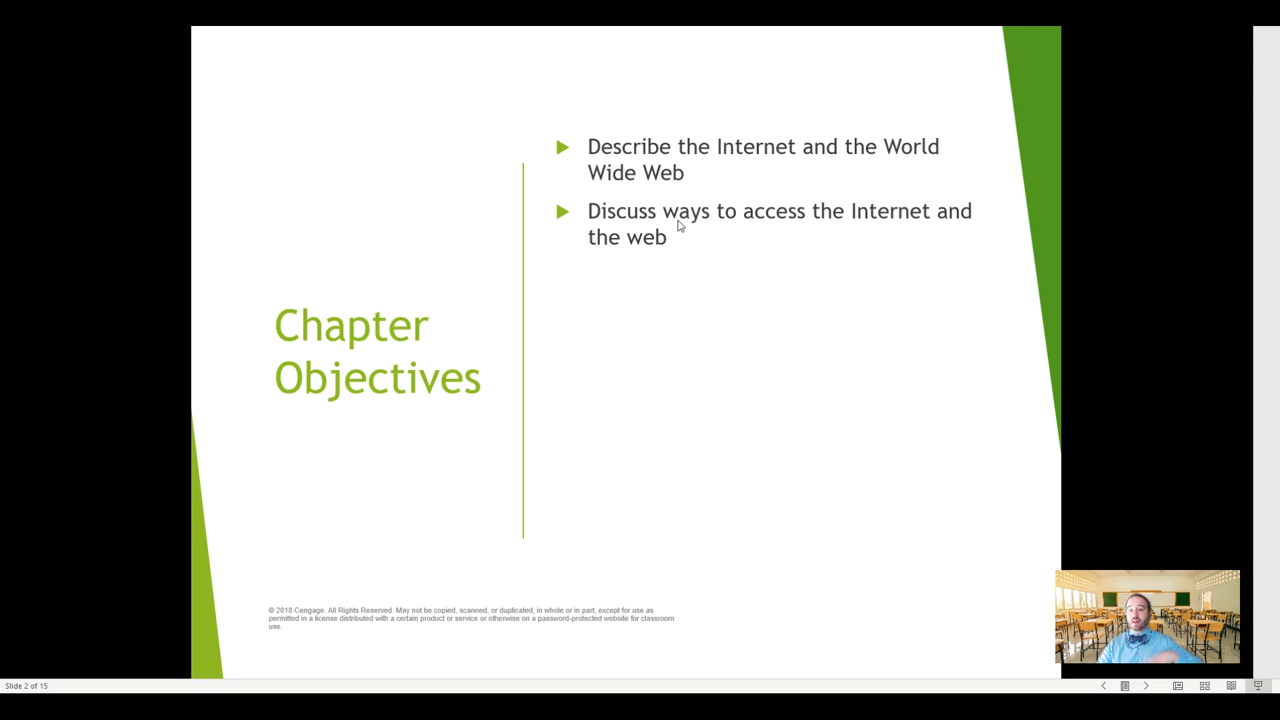 Describe the Internet and the World
Wide Web
Discuss ways to access the Internet and
the web
Chapter
Objectives
© 2018 Cengage. All Rights Reserved. May not be copied, scanned, or duplicated, in whole or in part, except for use as
permitted in a license distributed with a certain product or service or otherwise on a password-protected website for classroom
use.
Slide 2 of 15